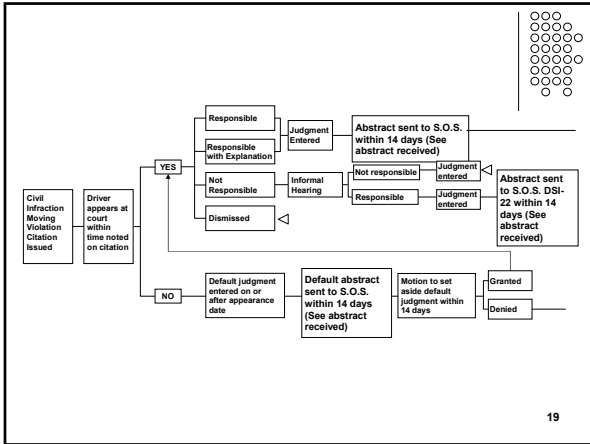 Civil
Infraction
Moving
Violation
Citation
Issued
Driver
appears at
court
within
time noted
on citation
YES
Responsible
Responsible
with Explanation
Judgment
Entered
Abstract sent to S.O.S.
within 14 days (See
abstract received)
Not
Responsible
Informal
Hearing
Not responsible
Judgment
entered
Responsible
Judgment
entered
Abstract sent
to S.O.S. DSI-
22 within 14
days (See
abstract
received)
Dismissed
NO
Default judgment
entered on or
after appearance
date
Default abstract
sent to S.O.S.
within 14 days
(See abstract
received)
Motion to set
aside default
judgment within
14 days
Granted
Denied
19